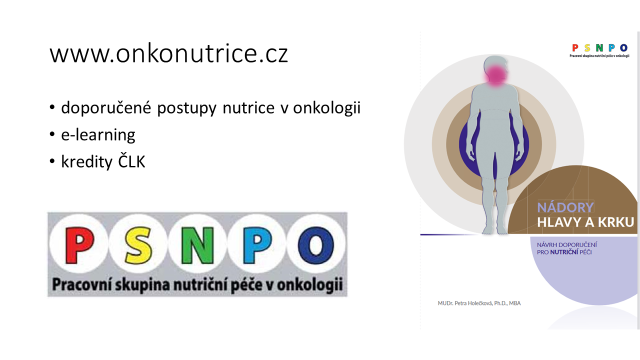 www.onkonutrice.cz
• doporučené postupy nutrice v onkologii
• e-learning
• kredity ČLK
P S N P O
Pracovní skupina nutriční péče v onkologii
P S N P O
Pracovní skupina nutriční péče v onkologii
NÁDORY
HLAVY A KRKU
NÁVRH DOPORUČENÍ
PRO NUTRIČNÍ PÉČI
MUDr. Petra Holečková, Ph.D., MBA